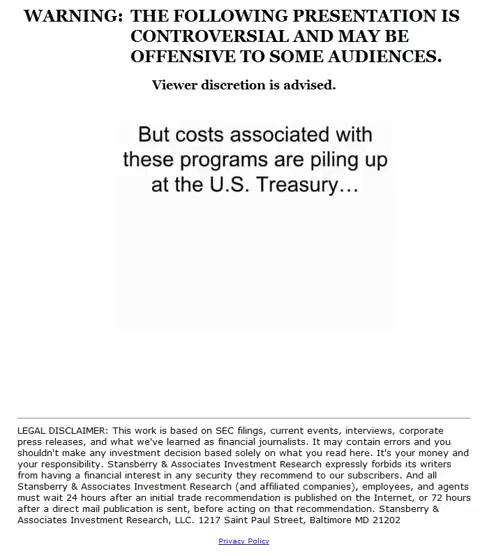 WARNING: THE FOLLOWING PRESENTATION IS
CONTROVERSIAL AND MAY BE
OFFENSIVE TO SOME AUDIENCES.
Viewer discretion is advised.
But costs associated with
these programs are piling up
at the U.S. Treasury...
LEGAL DISCLAIMER: This work is based on SEC filings, current events, interviews, corporate
press releases, and what we've learned as financial journalists. It may contain errors and you
shouldn't make any investment decision based solely on what you read here. It's your money and
your responsibility. Stansberry & Associates Investment Research expressly forbids its writers
from having a financial interest in any security they recommend to our subscribers. And all
Stansberry & Associates Investment Research (and affiliated companies), employees, and agents
must wait 24 hours after an initial trade recommendation is published on the Internet, or 72 hours
after a direct mail publication is sent, before acting on that recommendation. Stansberry &
Associates Investment Research, LLC. 1217 Saint Paul Street, Baltimore MD 21202
Privacy Policy